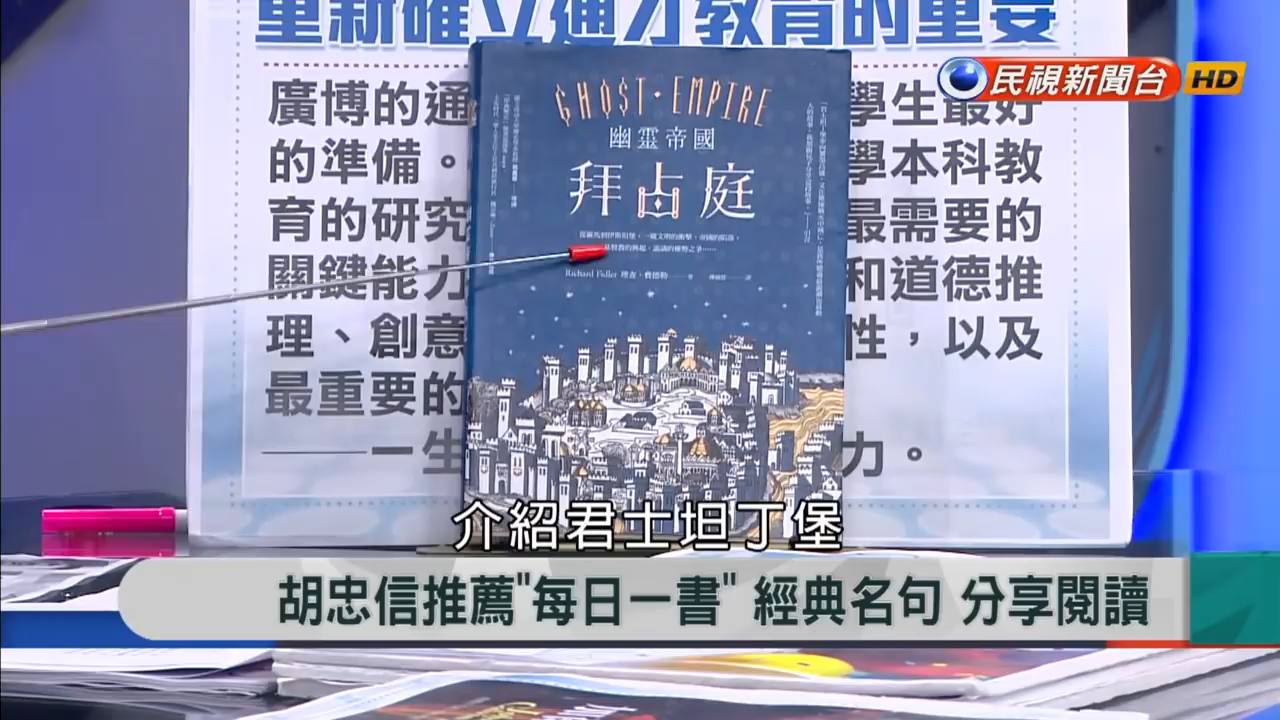 重新確立通才教育的重要
民視新聞台 HD
廣博的通 學生最好
的準備。 學本科教
育的研究 最需要的
關鍵能力 和道德推
理、創意 性，以及
最重要的
——一生 力。
GHO$T·EMPIRE
幽靈帝國
拜占庭
Richard Fidler 理查·費德勒
介紹君士坦丁堡
胡忠信推薦"每日一書" 經典名句 分享閱讀